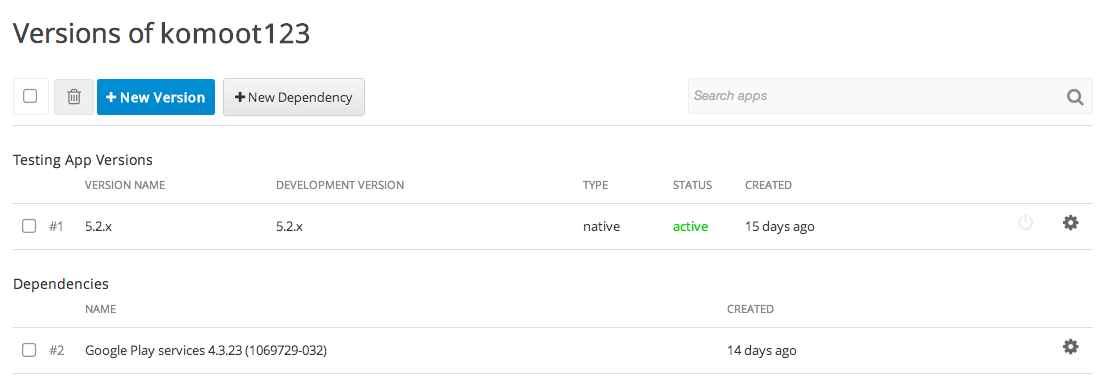 Versions of komoot123
+ New Version + New Dependency Search apps
Testing App Versions
VERSION NAME DEVELOPMENT VERSION TYPE STATUS CREATED
#1 5.2.x 5.2.x native active 15 days ago
Dependencies
NAME CREATED
#2 Google Play services 4.3.23 (1069729-032) 14 days ago